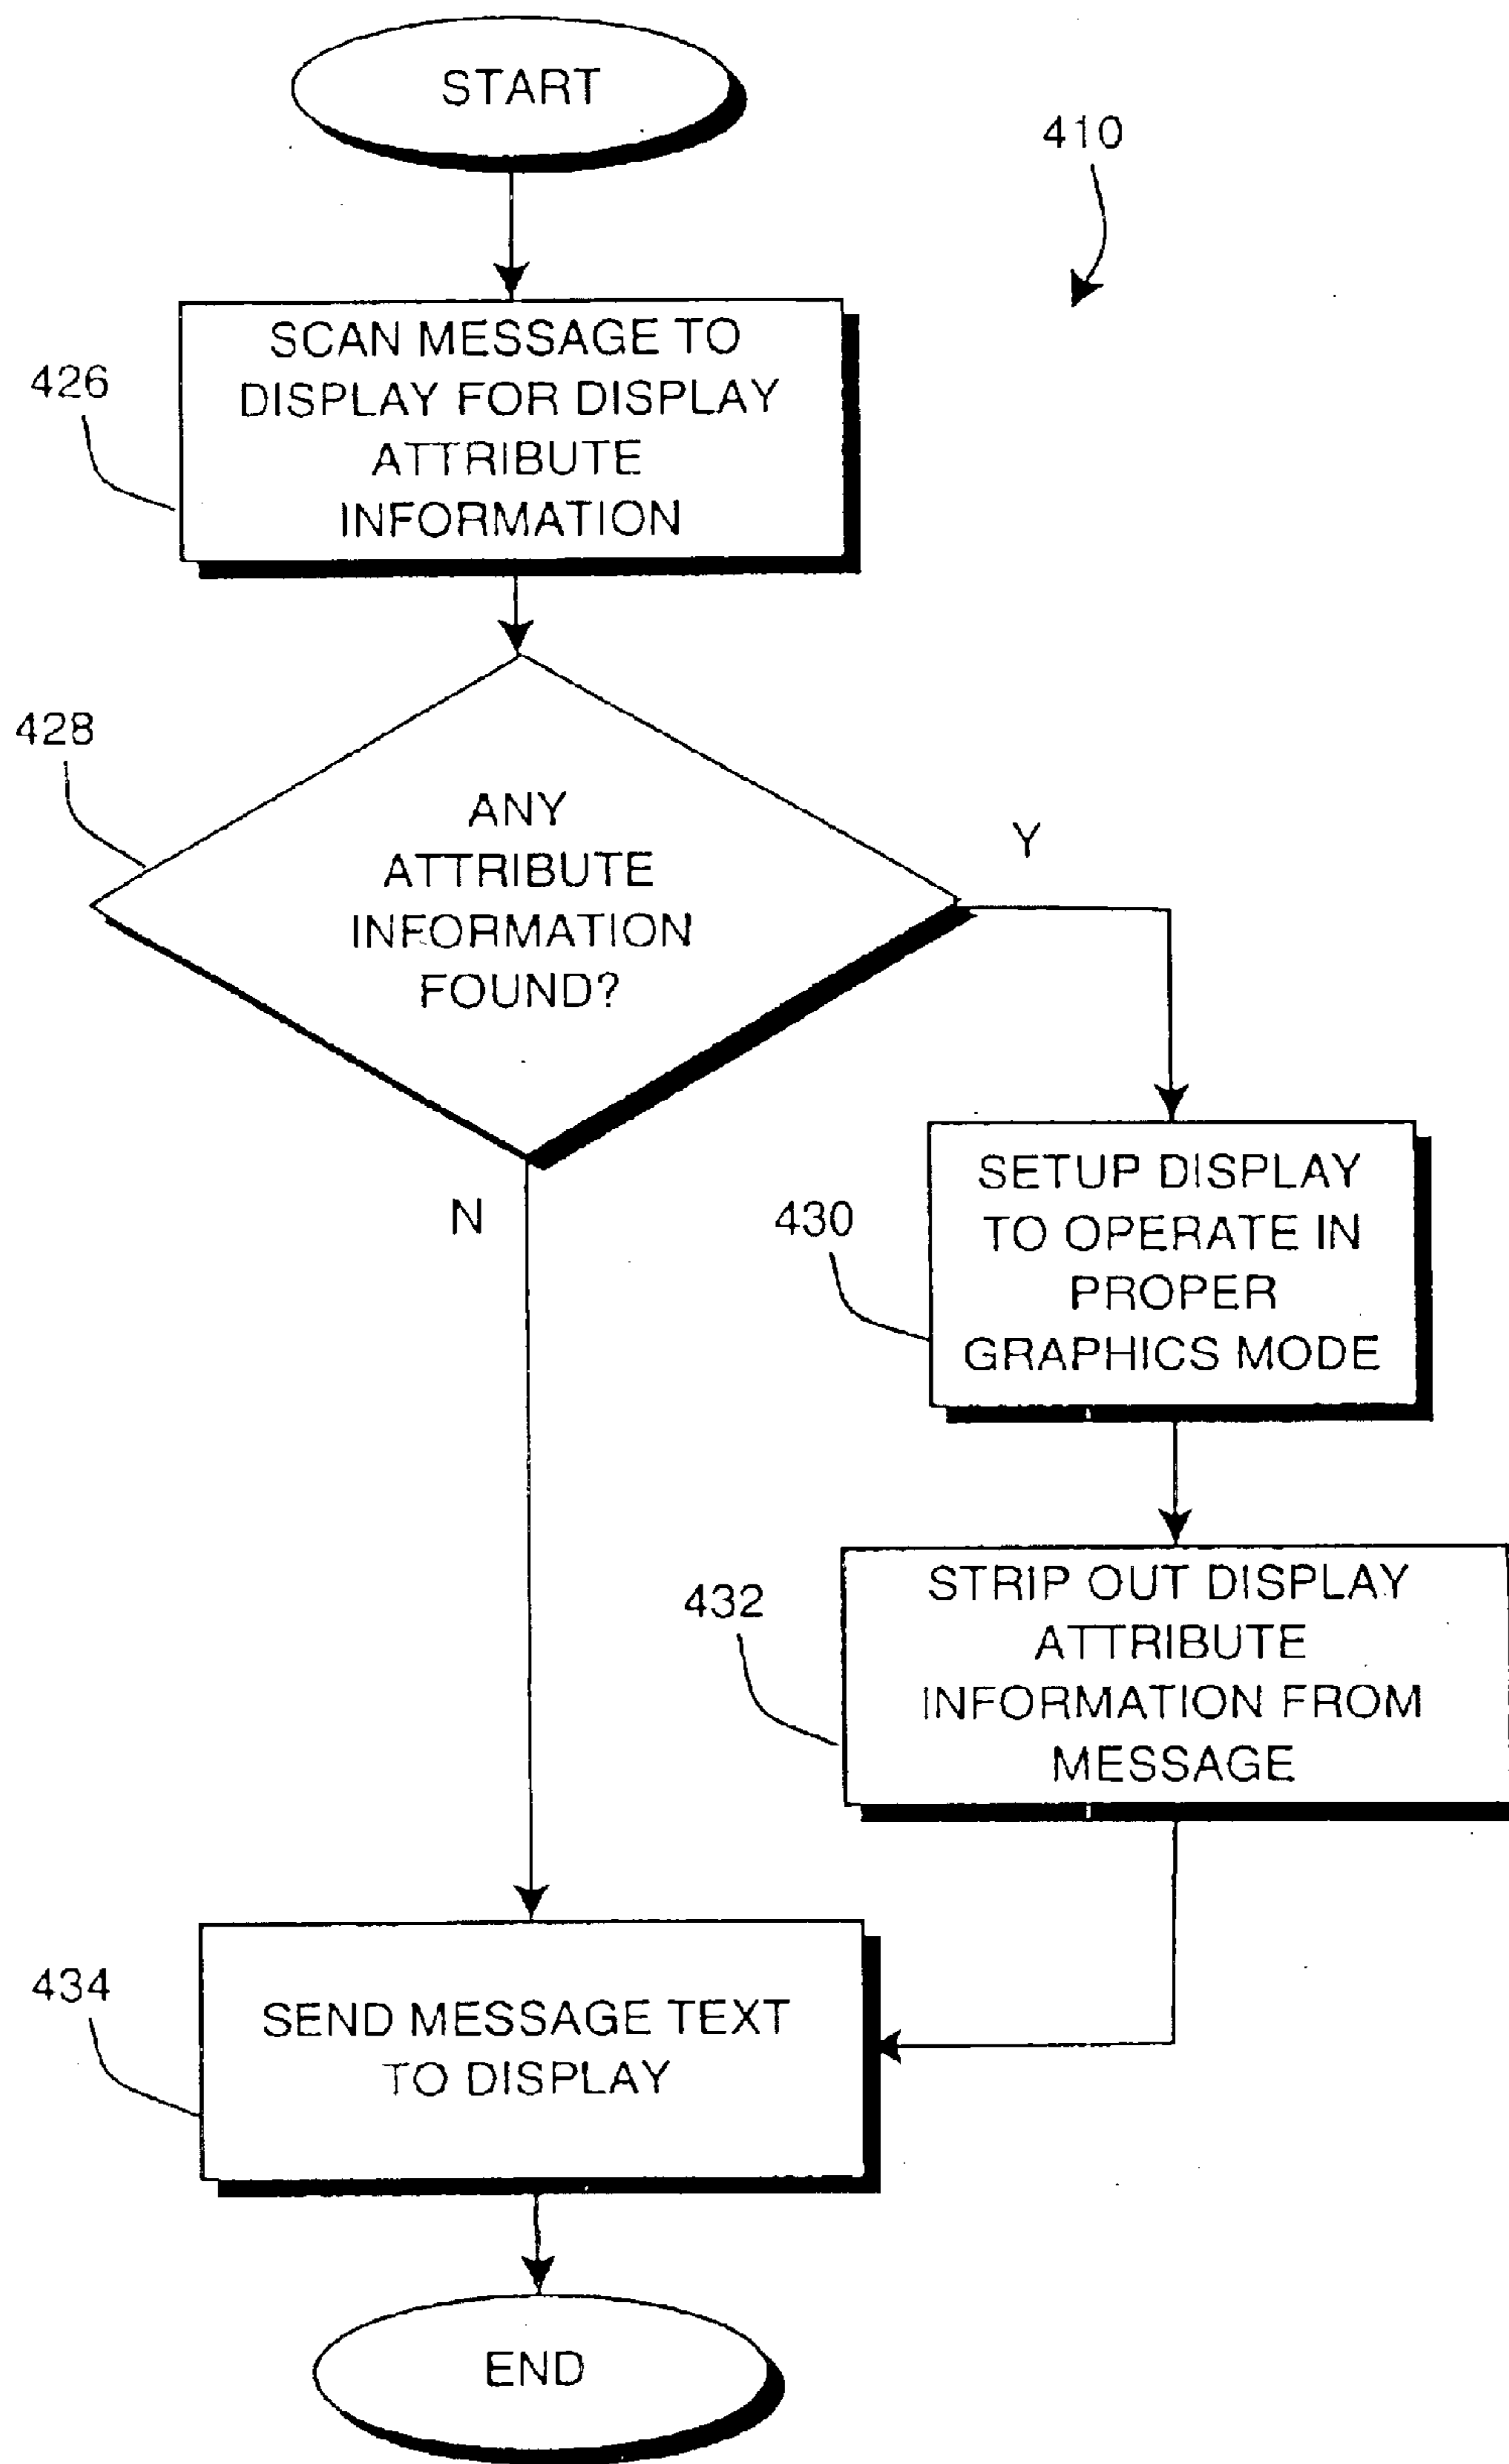 START
410
426
SCAN MESSAGE TO
DISPLAY FOR DISPLAY
ATTRIBUTE
INFORMATION
428
ANY
ATTRIBUTE
INFORMATION
FOUND?
Y
N
430
SETUP DISPLAY
TO OPERATE IN
PROPER
GRAPHICS MODE
432
STRIP OUT DISPLAY
ATTRIBUTE
INFORMATION FROM
MESSAGE
434
SEND MESSAGE TEXT
TO DISPLAY
END